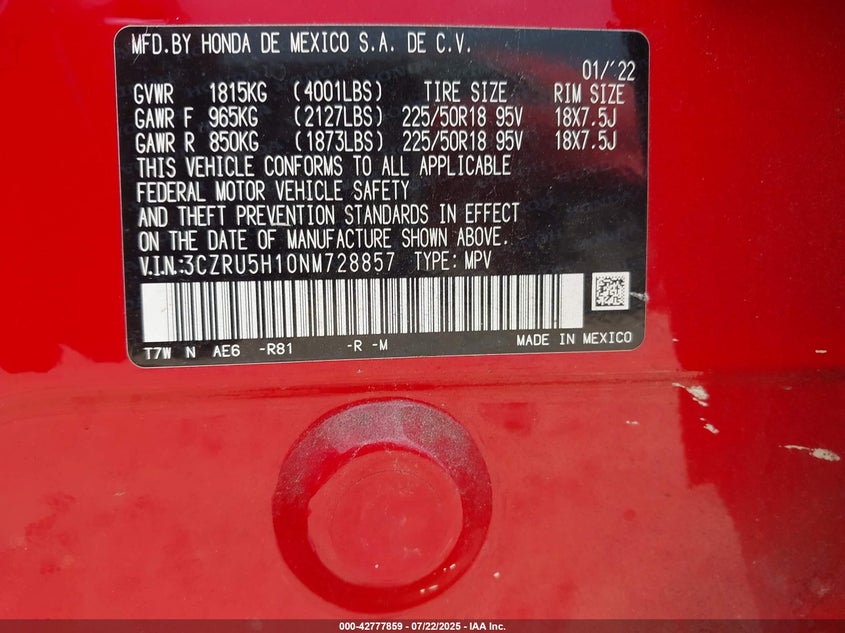 MFD.BY HONDA DE MEXICO S.A. DE C.V.
01/'22
GVWR 1815KG (4001LBS) TIRE SIZE RIM SIZE
GAWR F 965KG (2127LBS) 225/50R18 95V 18X7.5J
GAWR R 850KG (1873LBS) 225/50R18 95V 18X7.5J
THIS VEHICLE CONFORMS TO ALL APPLICABLE
FEDERAL MOTOR VEHICLE SAFETY
AND THEFT PREVENTION STANDARDS IN EFFECT
ON THE DATE OF MANUFACTURE SHOWN ABOVE.
V.I.N:3CZRU5H10NM728857 TYPE: MPV
T7W N AE6 -R81 -R -M MADE IN MEXICO
000-42777859 - 07/22/2025 - IAA Inc.